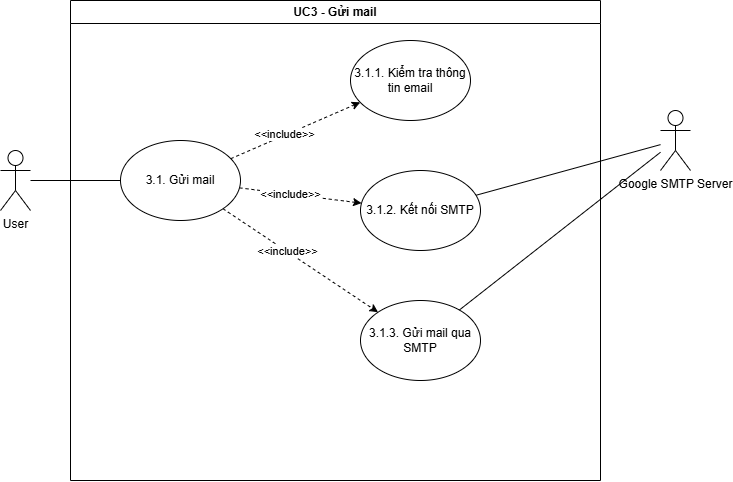 UC3 - Gửi mail
3.1.1. Kiểm tra thông
tin email
<<include>>
3.1. Gửi mail
<<include>>
3.1.2. Kết nối SMTP
Google SMTP Server
User
<<include>>
3.1.3. Gửi mail qua
SMTP